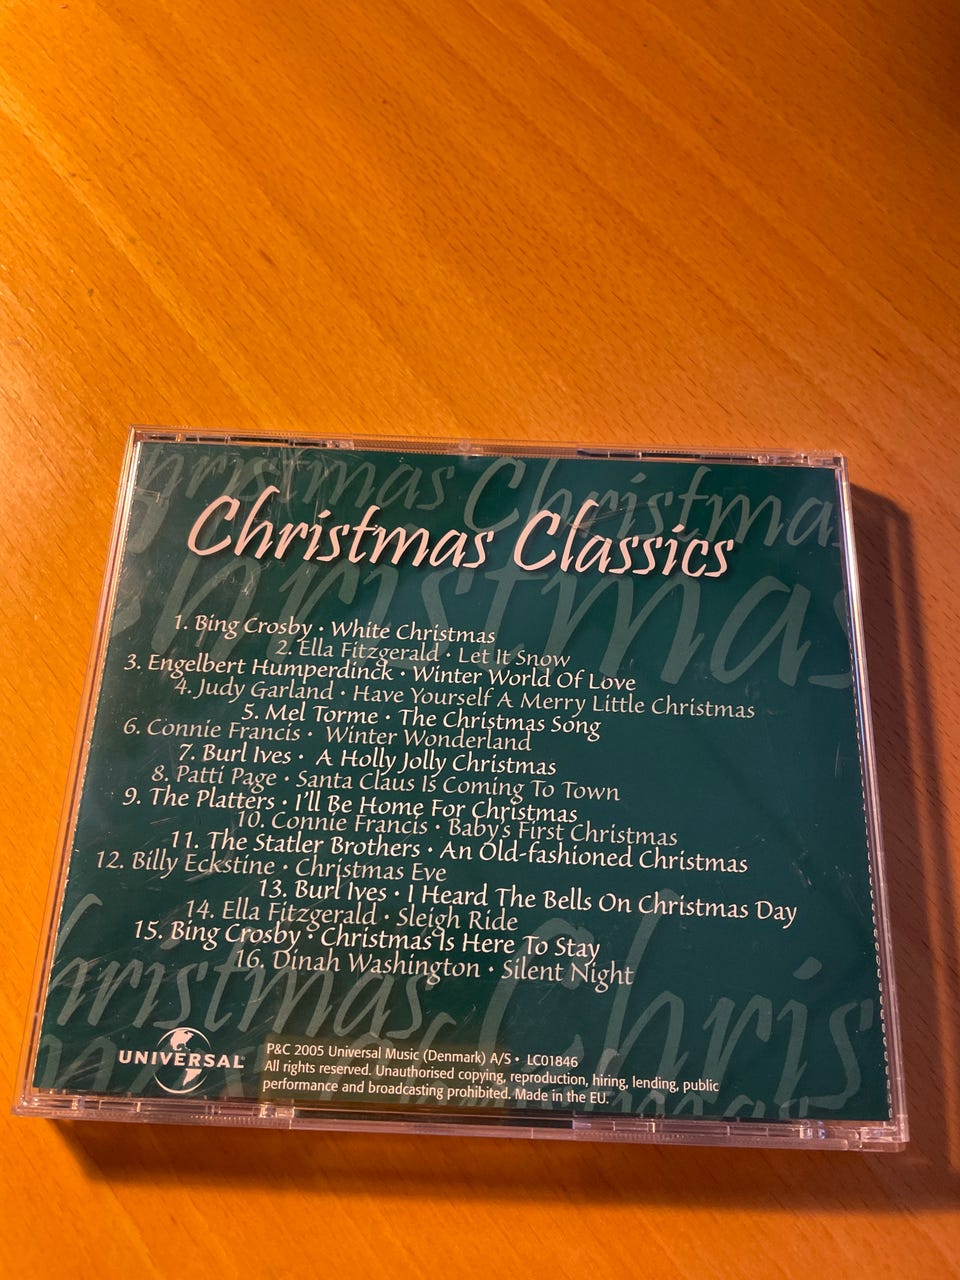 Christmas Christmas
Christmas
Christmas Classics
1. Bing Crosby • White Christmas
2. Ella Fitzgerald • Let It Snow
3. Engelbert Humperdinck • Winter World Of Love
4. Judy Garland • Have Yourself A Merry Little Christmas
5. Mel Torme • The Christmas Song
6. Connie Francis • Winter Wonderland
7. Burl Ives • A Holly Jolly Christmas
8. Patti Page • Santa Claus Is Coming To Town
9. The Platters • I'll Be Home For Christmas
10. Connie Francis • Baby's First Christmas
11. The Statler Brothers • An Old-fashioned Christmas
12. Billy Eckstine • Christmas Eve
13. Burl Ives • I Heard The Bells On Christmas Day
14. Ella Fitzgerald • Sleigh Ride
15. Bing Crosby • Christmas Is Here To Stay
16. Dinah Washington • Silent Night
Christmas Chris
UNIVERSAL
P&C 2005 Universal Music (Denmark) A/S • LC01846
All rights reserved. Unauthorised copying, reproduction, hiring, lending, public
performance and broadcasting prohibited. Made in the EU.